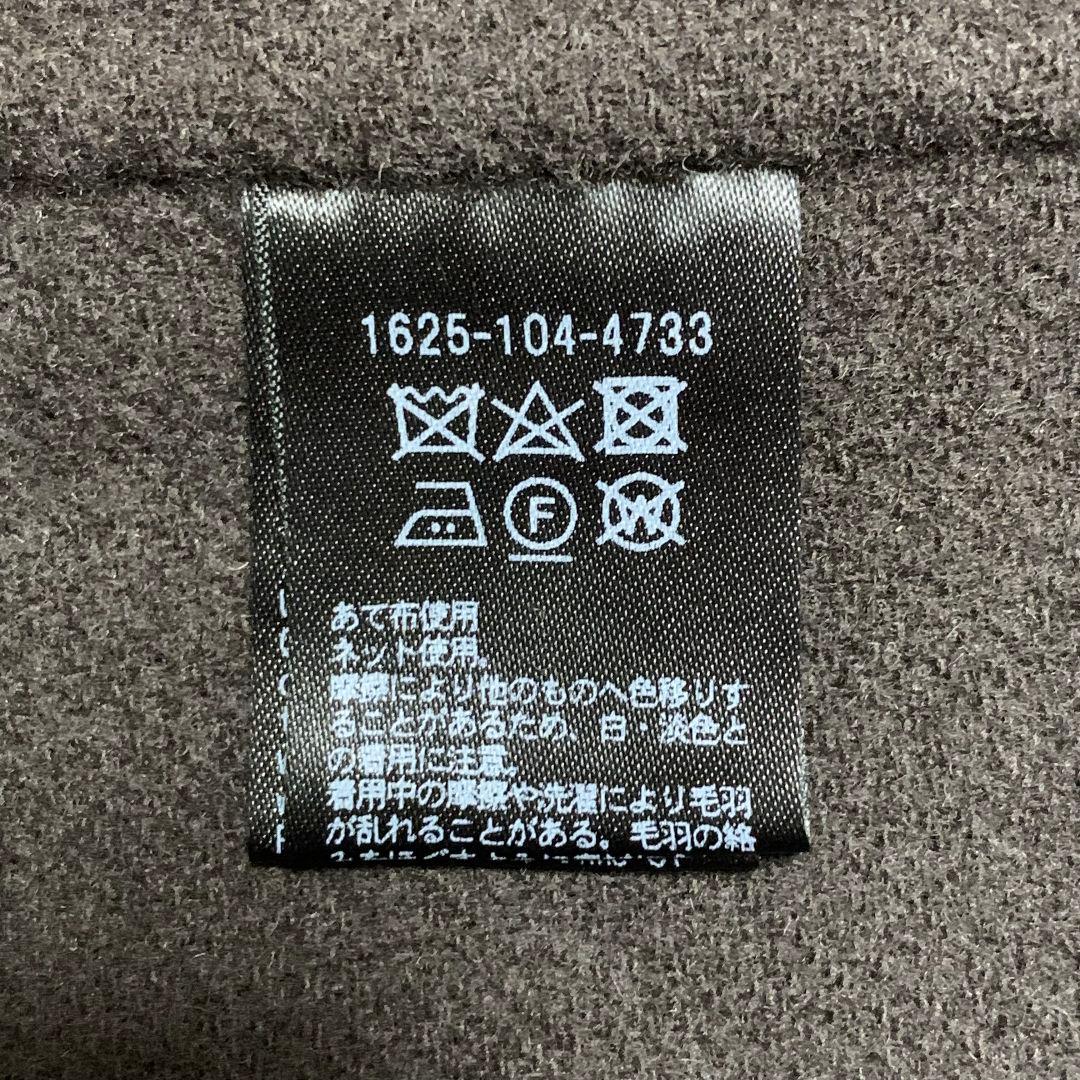 1625-104-4733
W
F
あて布使用
ネット使用。
摩擦により他のものへ色移りす
ることがあるため、白・淡色と
の着用に注意。
着用中の摩擦や洗濯により毛羽
が乱れることがある。毛羽の絡